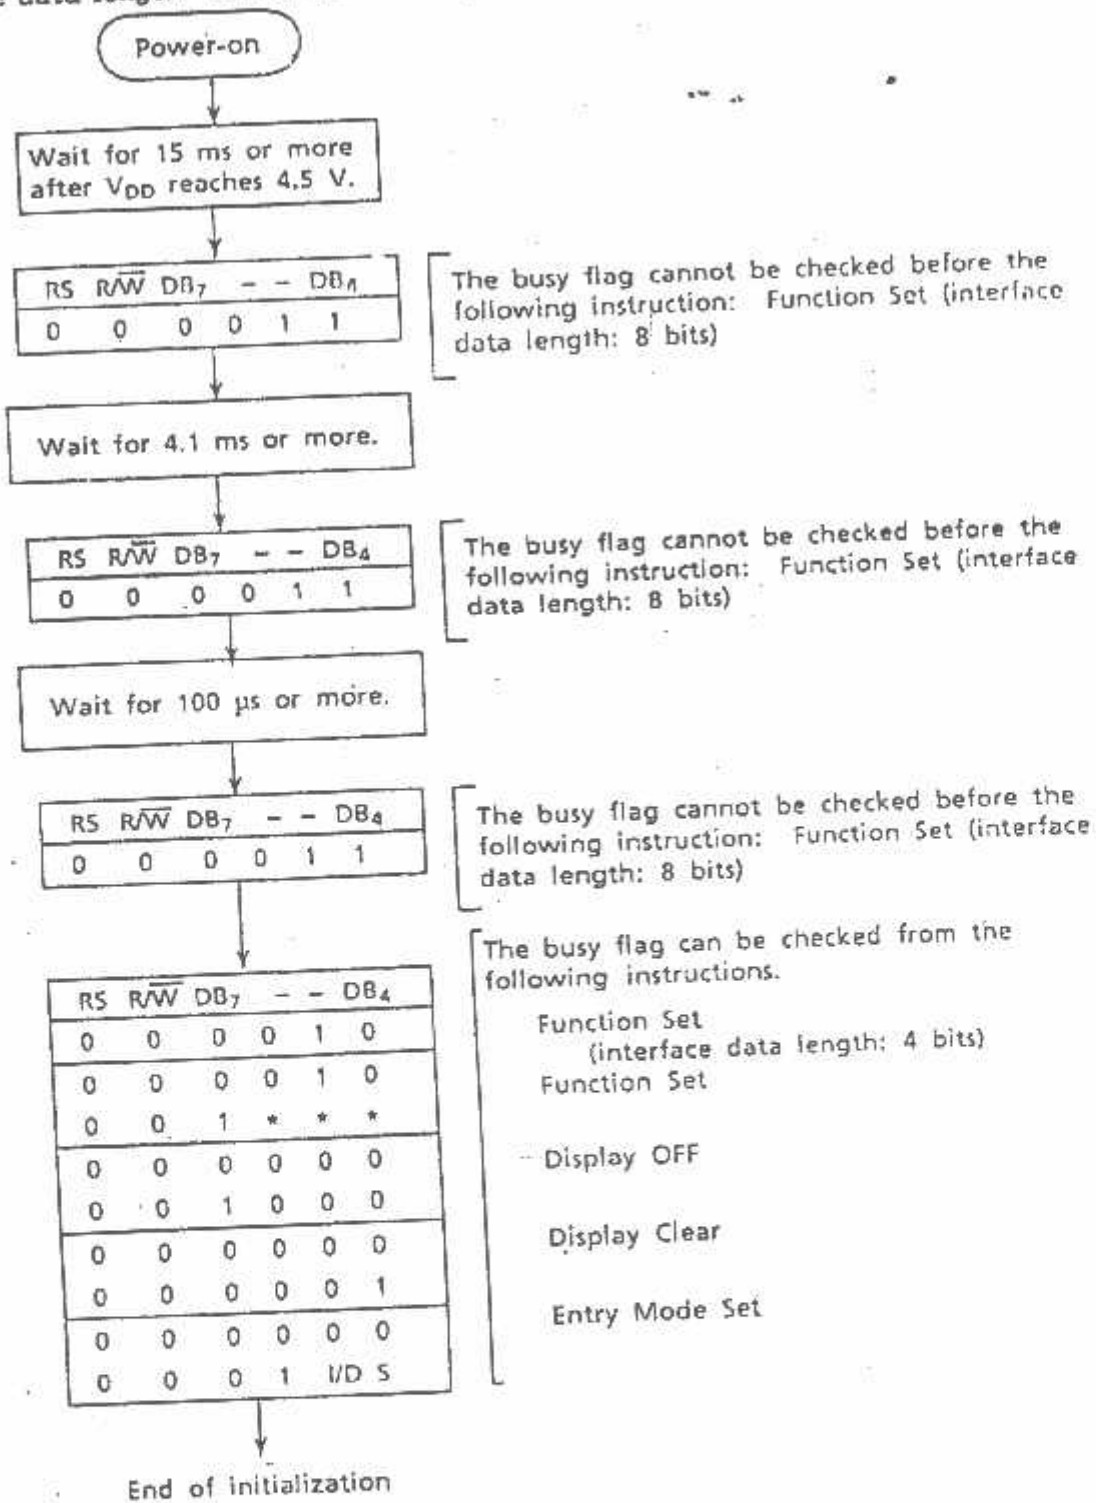 Power-on
Wait for 15 ms or more
after VDD reaches 4.5 V.
RS R/W̅ DB7 - - DB4
0 0 0 0 1 1
The busy flag cannot be checked before the
following instruction: Function Set (interface
data length: 8 bits)
Wait for 4.1 ms or more.
RS R/W̅ DB7 - - DB4
0 0 0 0 1 1
The busy flag cannot be checked before the
following instruction: Function Set (interface
data length: 8 bits)
Wait for 100 µs or more.
RS R/W̅ DB7 - - DB4
0 0 0 0 1 1
The busy flag cannot be checked before the
following instruction: Function Set (interface
data length: 8 bits)
The busy flag can be checked from the
following instructions.
RS R/W̅ DB7 - - DB4
0 0 0 0 1 0
0 0 0 0 1 0
0 0 1 * * *
0 0 0 0 0 0
0 0 1 0 0 0
0 0 0 0 0 0
0 0 0 0 0 1
0 0 0 0 0 0
0 0 0 1 I/D S
Function Set
(interface data length: 4 bits)
Function Set
Display OFF
Display Clear
Entry Mode Set
End of initialization